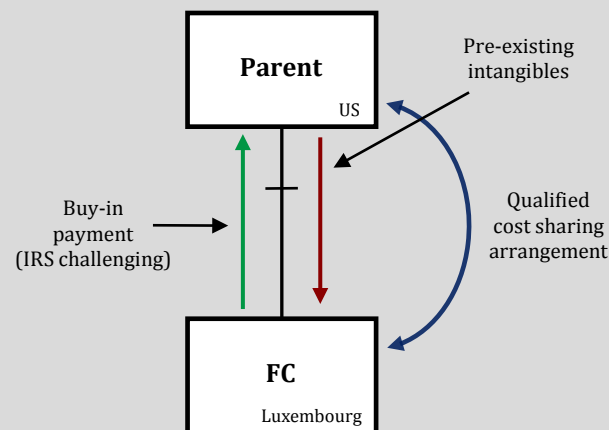 Parent
US
Pre-existing
intangibles
Buy-in
payment
(IRS challenging)
Qualified
cost sharing
arrangement
FC
Luxembourg